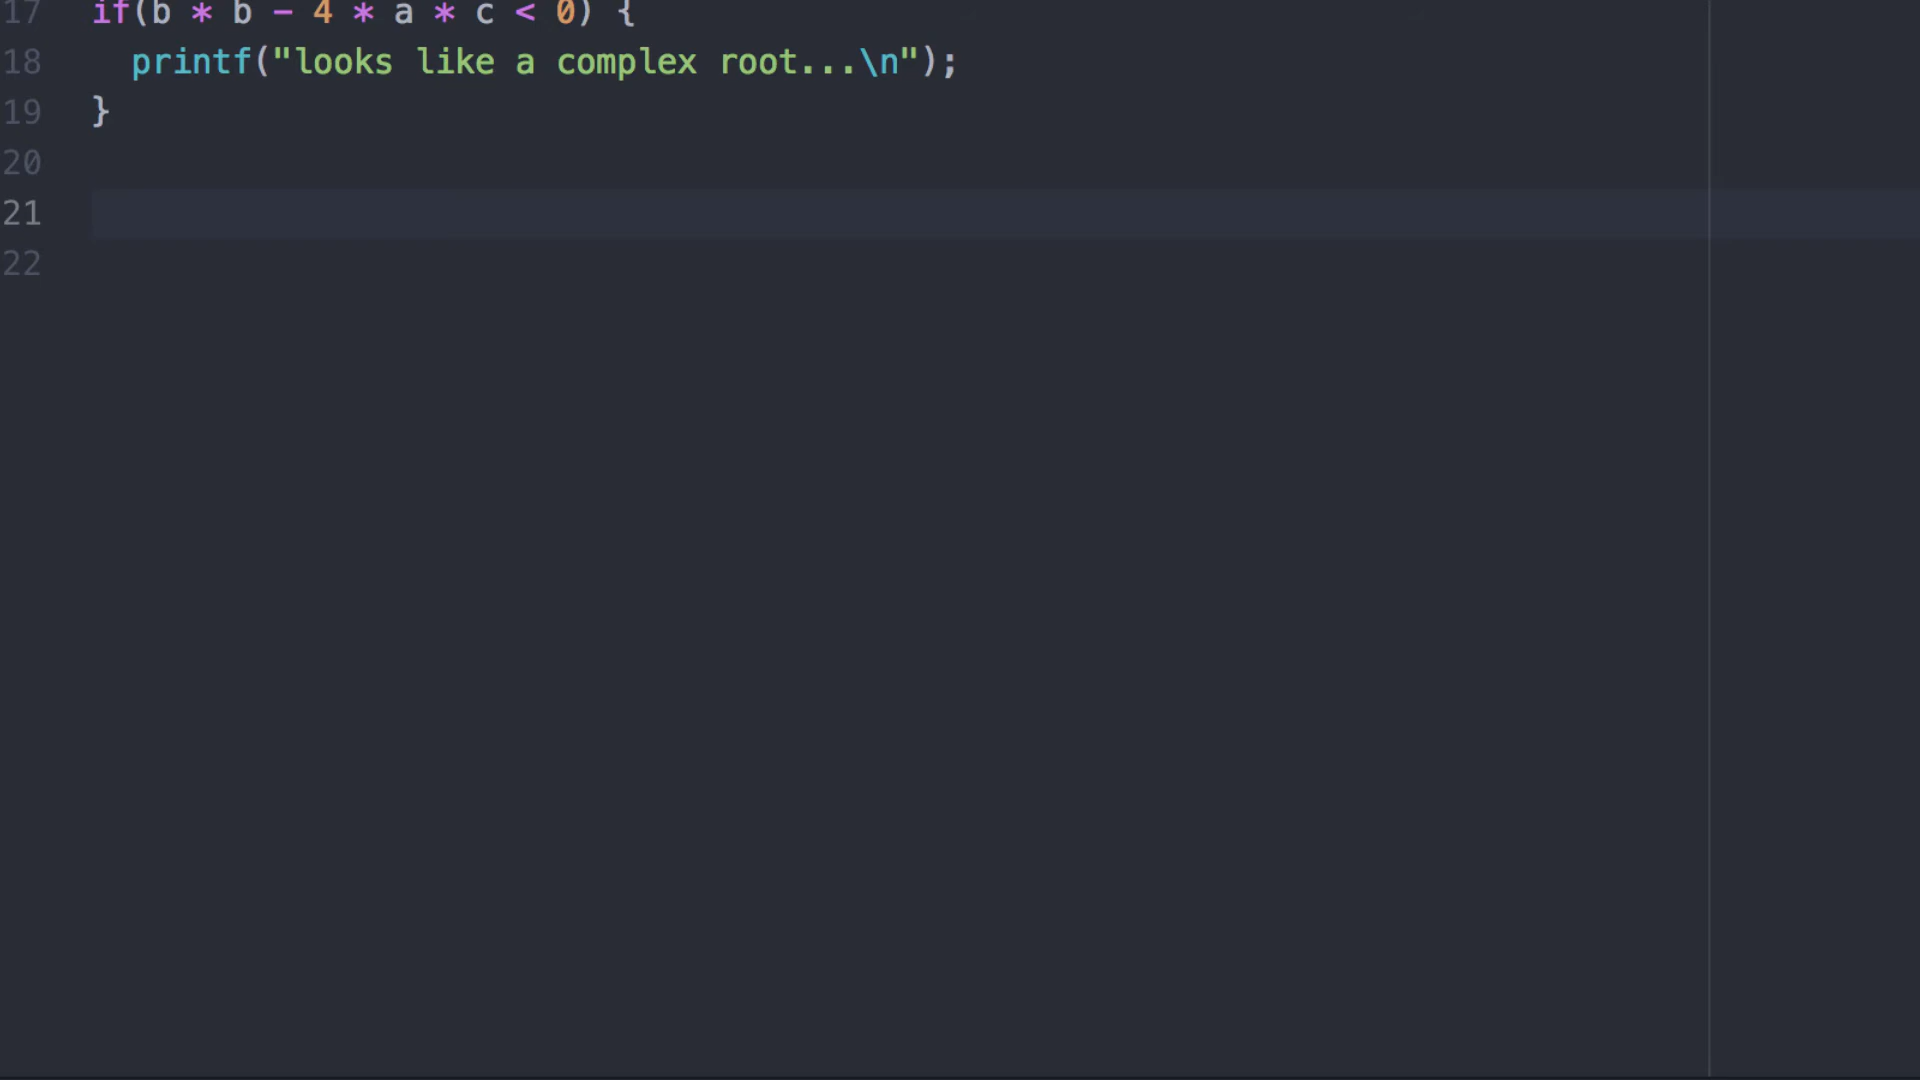 17 if(b * b - 4 * a * c < 0) {
18 printf("looks like a complex root...\n");
19 }
20
21
22